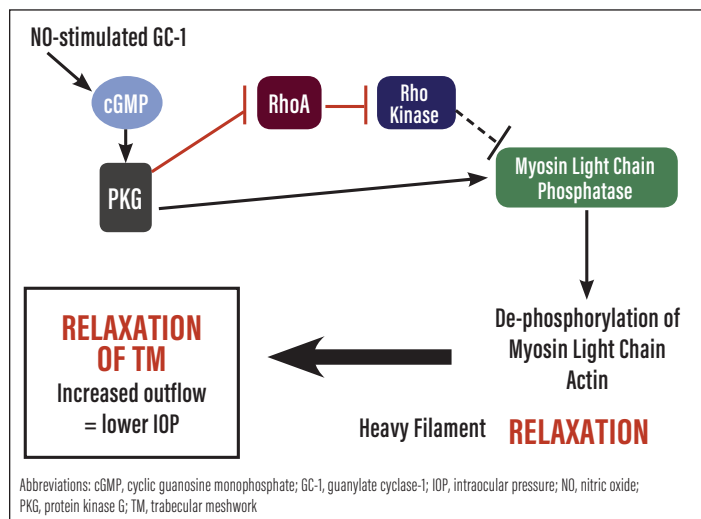 NO-stimulated GC-1
cGMP
RhoA
Rho
Kinase
PKG
Myosin Light Chain
Phosphatase
De-phosphorylation of
Myosin Light Chain
Actin
Heavy Filament RELAXATION
RELAXATION
OF TM
Increased outflow
= lower IOP
Abbreviations: cGMP, cyclic guanosine monophosphate; GC-1, guanylate cyclase-1; IOP, intraocular pressure; NO, nitric oxide;
PKG, protein kinase G; TM, trabecular meshwork